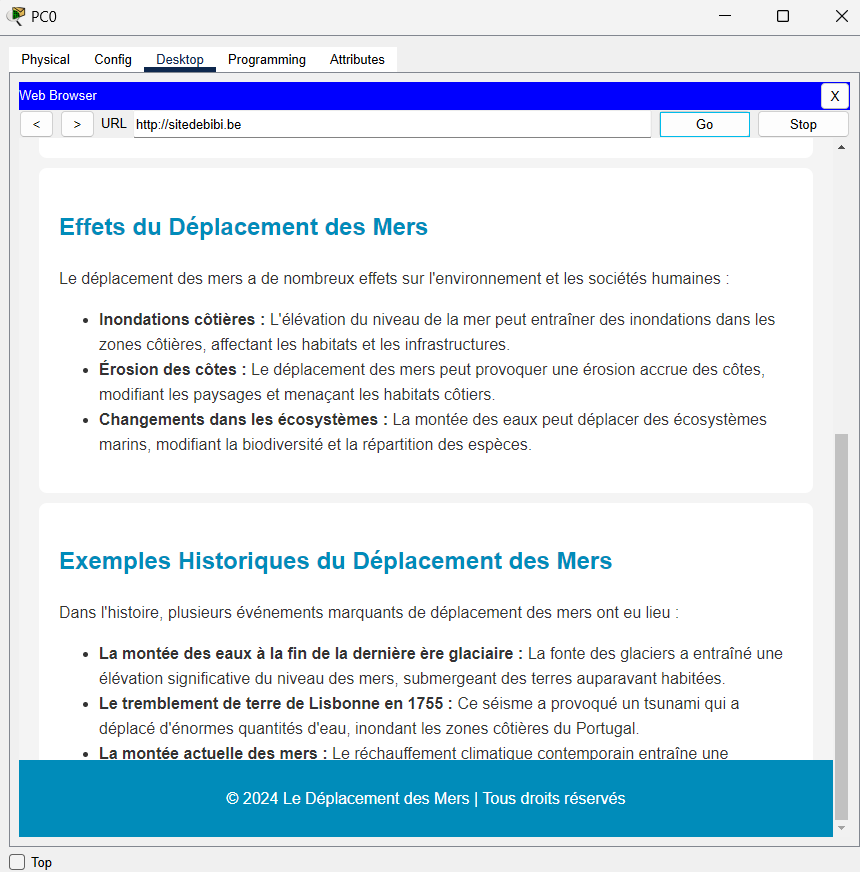 PC0
Physical Config Desktop Programming Attributes
Web Browser X
< > URL http://sitedebibi.be Go Stop
Effets du Déplacement des Mers
Le déplacement des mers a de nombreux effets sur l'environnement et les sociétés humaines :
• Inondations côtières : L'élévation du niveau de la mer peut entraîner des inondations dans les
zones côtières, affectant les habitats et les infrastructures.
• Érosion des côtes : Le déplacement des mers peut provoquer une érosion accrue des côtes,
modifiant les paysages et menaçant les habitats côtiers.
• Changements dans les écosystèmes : La montée des eaux peut déplacer des écosystèmes
marins, modifiant la biodiversité et la répartition des espèces.
Exemples Historiques du Déplacement des Mers
Dans l'histoire, plusieurs événements marquants de déplacement des mers ont eu lieu :
• La montée des eaux à la fin de la dernière ère glaciaire : La fonte des glaciers a entraîné une
élévation significative du niveau des mers, submergeant des terres auparavant habitées.
• Le tremblement de terre de Lisbonne en 1755 : Ce séisme a provoqué un tsunami qui a
déplacé d'énormes quantités d'eau, inondant les zones côtières du Portugal.
• La montée actuelle des mers : Le réchauffement climatique contemporain entraîne une
© 2024 Le Déplacement des Mers | Tous droits réservés
Top